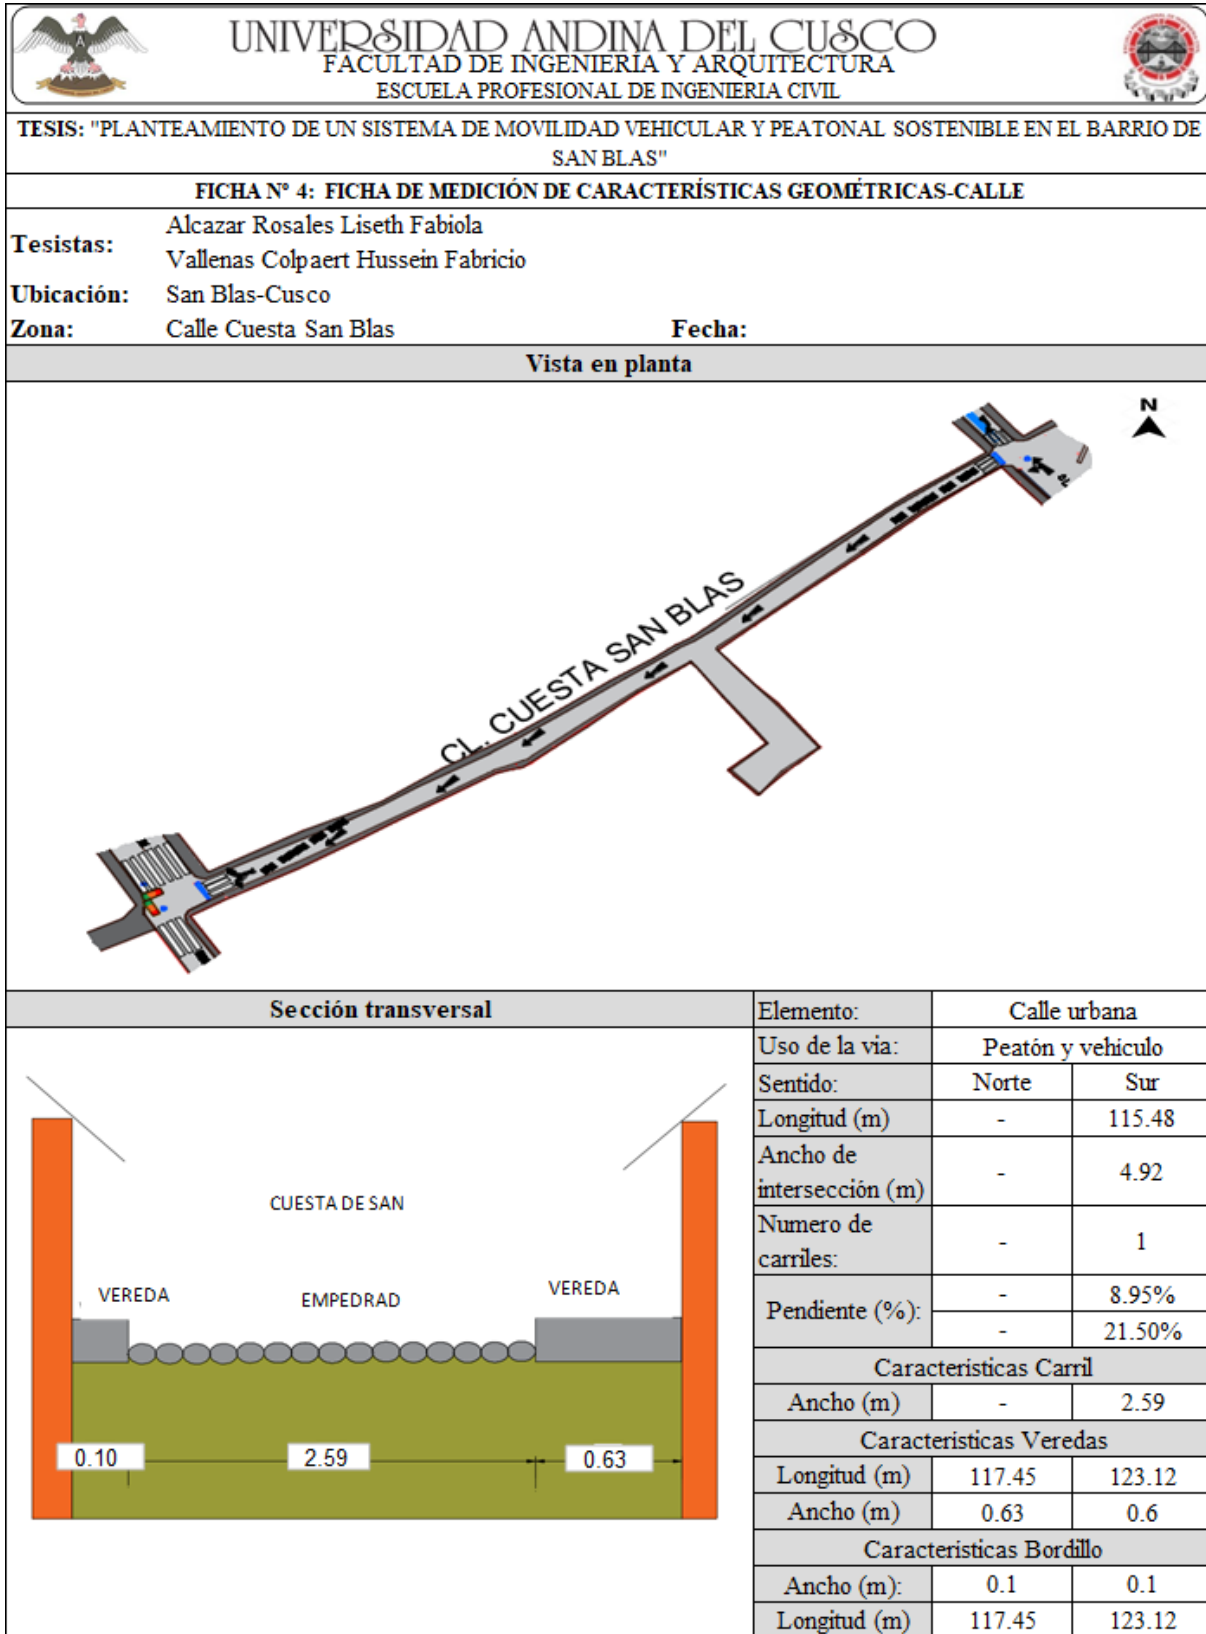 UNIVERSIDAD ANDINA DEL CUSCO
FACULTAD DE INGENIERÍA Y ARQUITECTURA
ESCUELA PROFESIONAL DE INGENIERIA CIVIL
TESIS: "PLANTEAMIENTO DE UN SISTEMA DE MOVILIDAD VEHICULAR Y PEATONAL SOSTENIBLE EN EL BARRIO DE
SAN BLAS"
FICHA Nº 4: FICHA DE MEDICIÓN DE CARACTERÍSTICAS GEOMÉTRICAS-CALLE
Tesistas: Alcazar Rosales Liseth Fabiola
Vallenas Colpaert Hussein Fabricio
Ubicación: San Blas-Cusco
Zona: Calle Cuesta San Blas Fecha:
Vista en planta
N
CL. CUESTA SAN BLAS
Sección transversal
CUESTA DE SAN
VEREDA EMPEDRAD VEREDA
0.10 2.59 0.63
Elemento: Calle urbana
Uso de la via: Peatón y vehículo
Sentido: Norte Sur
Longitud (m) - 115.48
Ancho de
intersección (m) - 4.92
Numero de
carriles: - 1
Pendiente (%): - 8.95%
- 21.50%
Caracteristicas Carril
Ancho (m) - 2.59
Caracteristicas Veredas
Longitud (m) 117.45 123.12
Ancho (m) 0.63 0.6
Características Bordillo
Ancho (m): 0.1 0.1
Longitud (m) 117.45 123.12